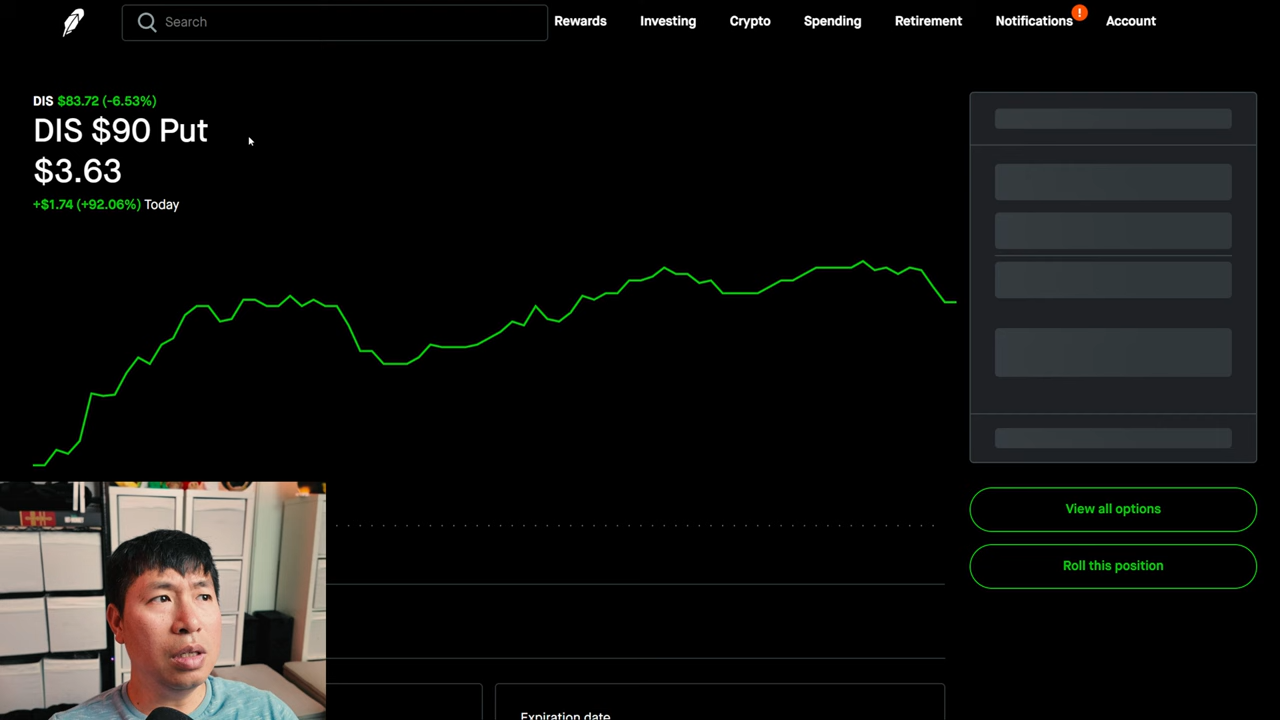 Search
Rewards
Investing
Crypto
Spending
Retirement
Notifications
!
Account
DIS $83.72 (-6.53%)
DIS $90 Put
$3.63
+$1.74 (+92.06%) Today
View all options
Roll this position
Expiration date